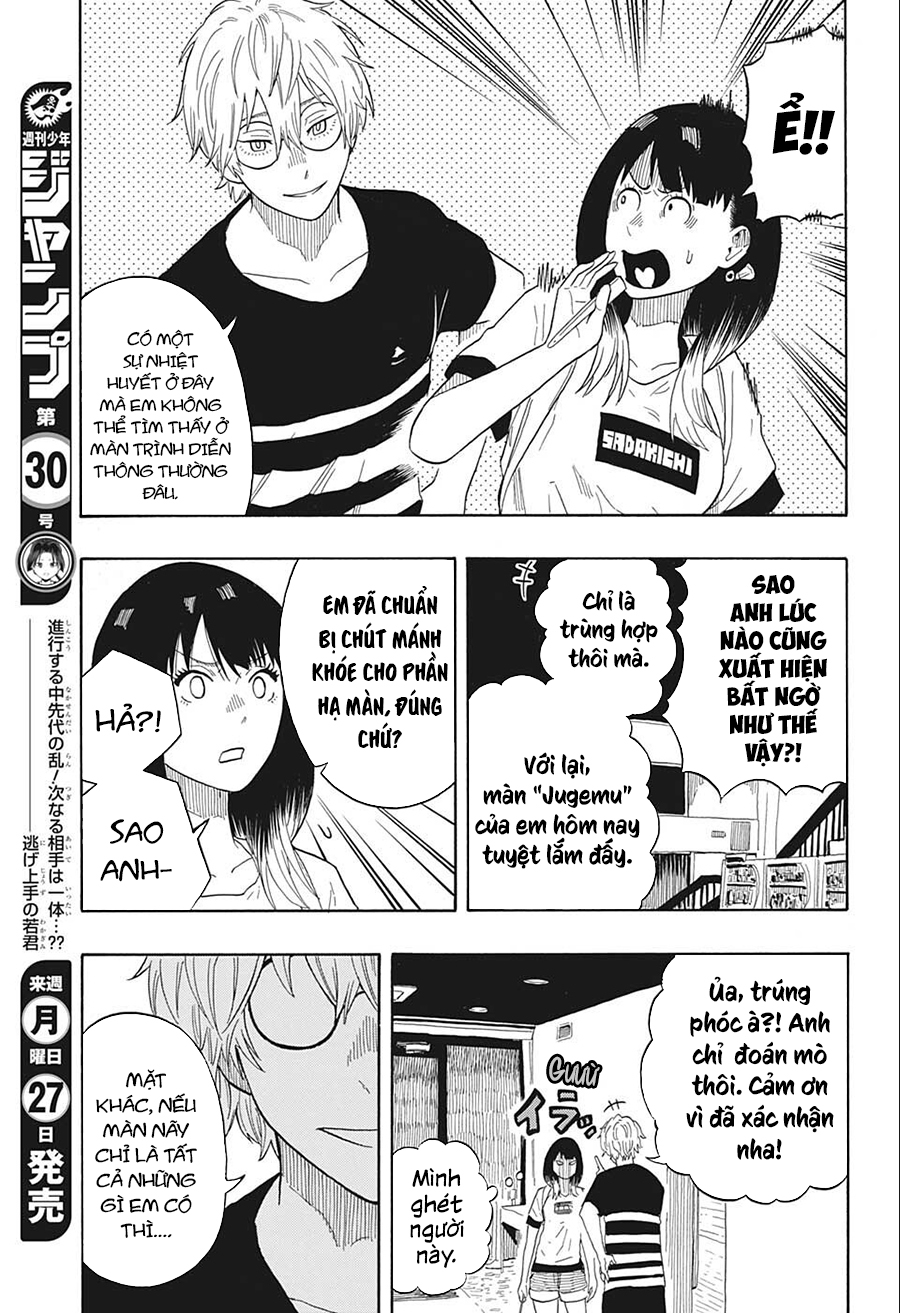 Ể!!
CÓ MỘT
SỰ NHIỆT
HUYẾT Ở ĐÂY
MÀ EM KHÔNG
THỂ TÌM THẤY Ở
MÀN TRÌNH DIỄN
THÔNG THƯỜNG
ĐÂU.
SADAKICHI
SAO
ANH LÚC
NÀO CŨNG
XUẤT HIỆN
BẤT NGỜ
NHƯ THẾ
VẬY?!
Chỉ là
trùng hợp
thôi mà.
Với lại,
màn “Jugemu”
của em hôm nay
tuyệt lắm đấy.
EM ĐÃ CHUẨN
BỊ CHÚT MÁNH
KHÓE CHO PHẦN
HẠ MÀN, ĐÚNG
CHỨ?
HẢ?!
SAO
ANH-
Ủa, trúng
phóc à?! Anh
chỉ đoán mò
thôi. Cảm ơn
vì đã xác nhận
nha!
Gừừừ
イラッ
Mình
ghét
người
này.
MẶT
KHÁC, NẾU
MÀN NÃY
CHỈ LÀ TẤT
CẢ NHỮNG
GÌ EM CÓ
THÌ....
週刊少年
ジャンプ
第
30
号
進行する中先代の乱!次なる相手は一体…??
――逃げ上手の若君
来週
月
曜日
27
日
発売